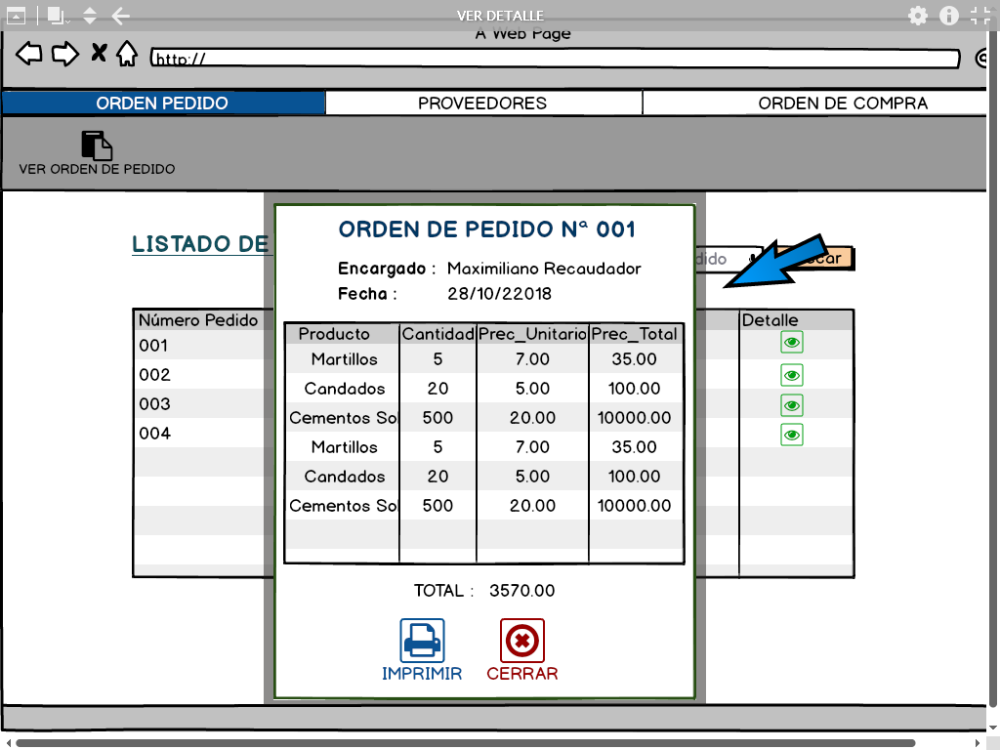 VER DETALLE
A Web Page
http://
ORDEN PEDIDO PROVEEDORES ORDEN DE COMPRA
VER ORDEN DE PEDIDO
LISTADO DE
dido
car
Número Pedido Detalle
001
002
003
004
ORDEN DE PEDIDO Nª 001
Encargado : Maximiliano Recaudador
Fecha : 28/10/22018
Producto Cantidad Prec_Unitario Prec_Total
Martillos 5 7.00 35.00
Candados 20 5.00 100.00
Cementos Sol 500 20.00 10000.00
Martillos 5 7.00 35.00
Candados 20 5.00 100.00
Cementos Sol 500 20.00 10000.00
TOTAL : 3570.00
IMPRIMIR CERRAR